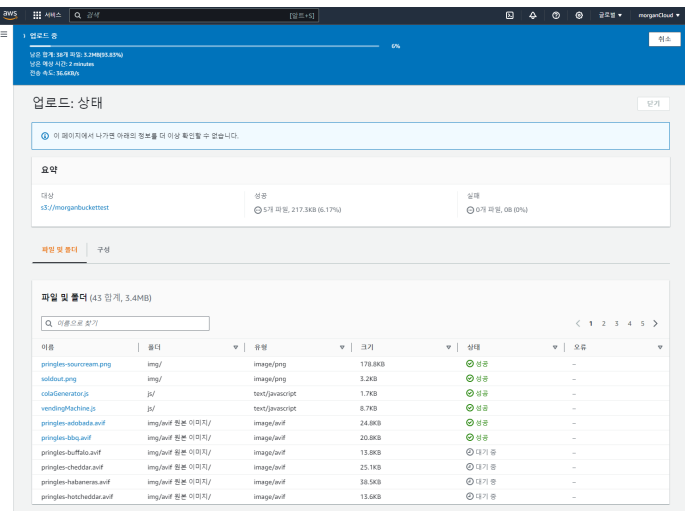 aws 서비스 검색 [알트+S] 글로벌 ▼ morganCloud ▼
업로드 중
6%
취소
남은 합계: 38개 파일: 3.2MB(93.83%)
남은 예상 시간: 2 minutes
전송 속도: 36.6KB/s
업로드: 상태
닫기
이 페이지에서 나가면 아래의 정보를 더 이상 확인할 수 없습니다.
요약
대상 성공 실패
s3://morganbuckettest 5개 파일, 217.3KB (6.17%) 0개 파일, 0B (0%)
파일 및 폴더 구성
파일 및 폴더 (43 합계, 3.4MB)
이름으로 찾기
< 1 2 3 4 5 >
이름 폴더 유형 크기 상태 오류
pringles-sourcream.png img/ image/png 178.8KB 성공 –
soldout.png img/ image/png 3.2KB 성공 –
colaGenerator.js js/ text/javascript 1.7KB 성공 –
vendingMachine.js js/ text/javascript 8.7KB 성공 –
pringles-adobada.avif img/avif 원본 이미지/ image/avif 24.8KB 성공 –
pringles-bbq.avif img/avif 원본 이미지/ image/avif 20.8KB 성공 –
pringles-buffalo.avif img/avif 원본 이미지/ image/avif 13.8KB 대기 중 –
pringles-cheddar.avif img/avif 원본 이미지/ image/avif 25.1KB 대기 중 –
pringles-habaneras.avif img/avif 원본 이미지/ image/avif 38.5KB 대기 중 –
pringles-hotcheddar.avif img/avif 원본 이미지/ image/avif 13.6KB 대기 중 –